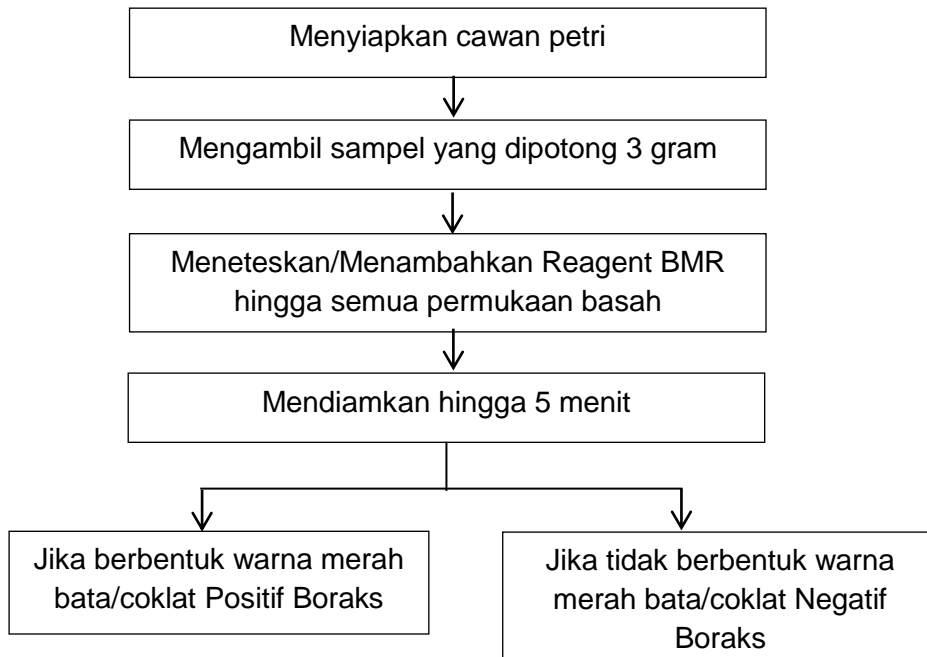 Menyiapkan cawan petri
Mengambil sampel yang dipotong 3 gram
Meneteskan/Menambahkan Reagent BMR
hingga semua permukaan basah
Mendiamkan hingga 5 menit
Jika berbentuk warna merah
bata/coklat Positif Boraks
Jika tidak berbentuk warna
merah bata/coklat Negatif
Boraks